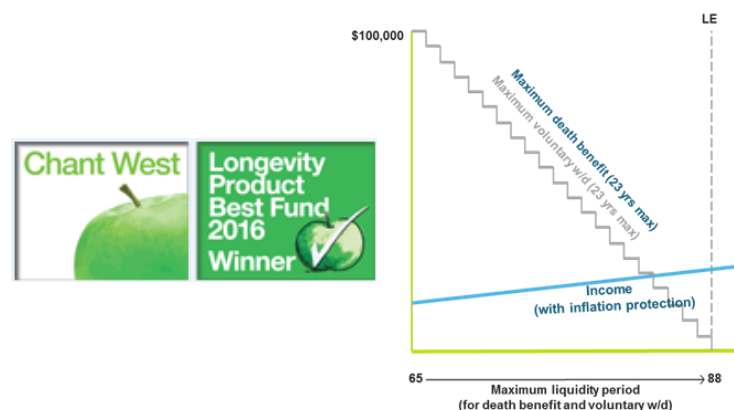 Chant West
Longevity
Product
Best Fund
2016
Winner
LE
$100,000
Maximum death benefit (23 yrs max)
Maximum voluntary w/d (23 yrs max)
Income
(with inflation protection)
65
88
Maximum liquidity period
(for death benefit and voluntary w/d)